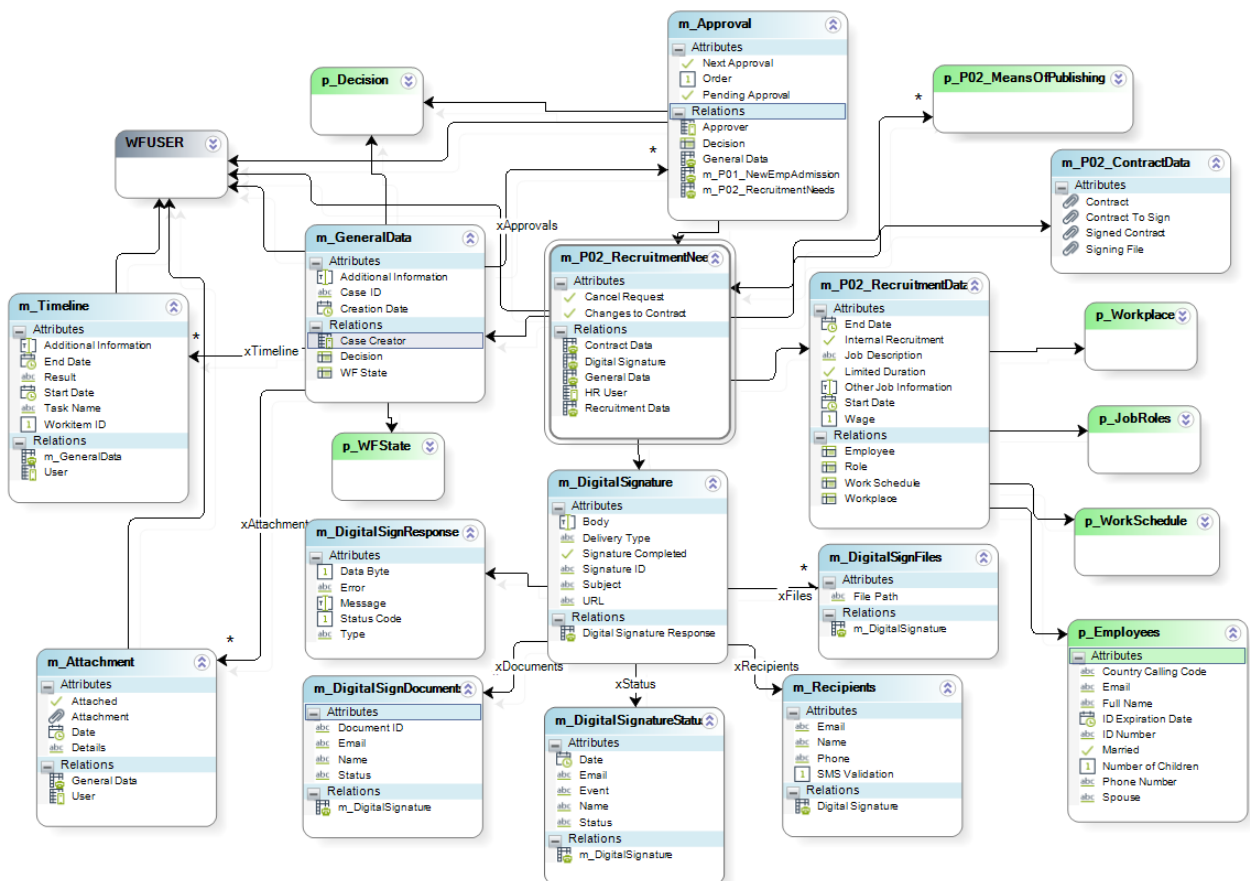 m_Approval
Attributes
Next Approval
Order
Pending Approval
Relations
Approver
Decision
General Data
m_P01_NewEmpAdmission
m_P02_RecruitmentNeeds
p_Decision
p_P02_MeansOfPublishing
*
WFUSER
*
m_P02_ContractData
Attributes
Contract
Contract To Sign
Signed Contract
Signing File
xApprovals
m_GeneralData
Attributes
Additional Information
Case ID
Creation Date
Relations
Case Creator
Decision
WF State
m_P02_RecruitmentNee
Attributes
Cancel Request
Changes to Contract
Relations
Contract Data
Digital Signature
General Data
HR User
Recruitment Data
m_P02_RecruitmentData
Attributes
End Date
Internal Recruitment
Job Description
Limited Duration
Other Job Information
Start Date
Wage
Relations
Employee
Role
Work Schedule
Workplace
m_Timeline
Attributes
Additional Information
End Date
Result
Start Date
Task Name
Workitem ID
Relations
m_GeneralData
User
*
xTimeline
p_Workplace
p_JobRoles
p_WFState
p_WorkSchedule
m_DigitalSignature
Attributes
Body
Delivery Type
Signature Completed
Signature ID
Subject
URL
Relations
Digital Signature Response
xAttachment
m_DigitalSignResponse
Attributes
Data Byte
Error
Message
Status Code
Type
*
xFiles
m_DigitalSignFiles
Attributes
File Path
Relations
m_DigitalSignature
p_Employees
Attributes
Country Calling Code
Email
Full Name
ID Expiration Date
ID Number
Married
Number of Children
Phone Number
Spouse
*
m_Attachment
Attributes
Attached
Attachment
Date
Details
Relations
General Data
User
xDocuments
xStatus
xRecipients
m_DigitalSignDocuments
Attributes
Document ID
Email
Name
Status
Relations
m_DigitalSignature
m_DigitalSignatureStatu
Attributes
Date
Email
Event
Name
Status
Relations
m_DigitalSignature
m_Recipients
Attributes
Email
Name
Phone
SMS Validation
Relations
Digital Signature